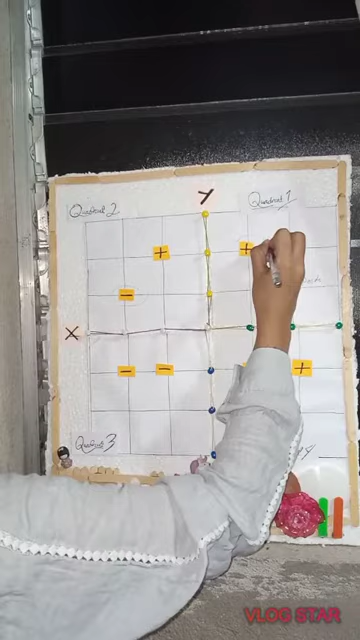 Y
Quadrant 2
Quadrant 1
+
+
-
X
- - +
Quadrant 3
VLOG STAR